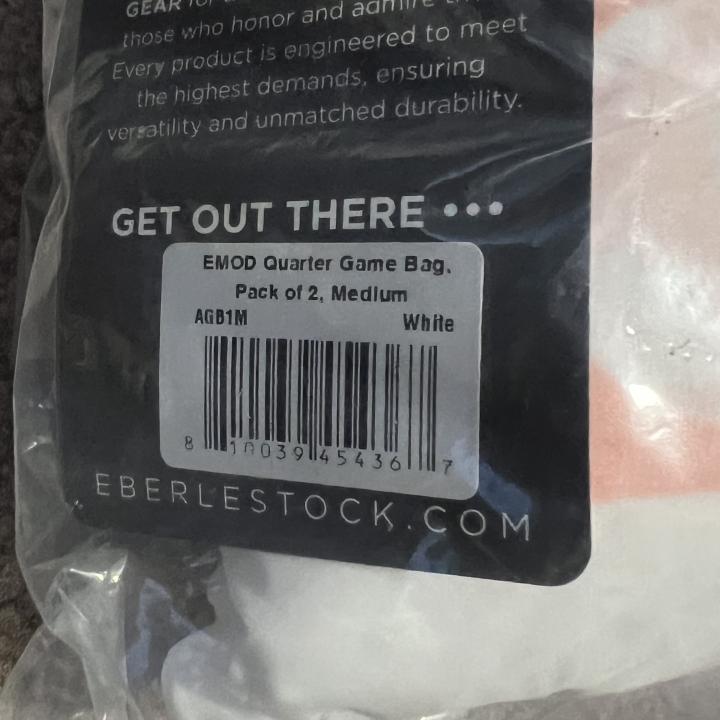 GEAR for
those who honor and admire
Every product is engineered to meet
the highest demands, ensuring
versatility and unmatched durability.
GET OUT THERE •••
EMOD Quarter Game Bag,
Pack of 2, Medium
AGB1M White
8 10039 45436 7
EBERLESTOCK.COM